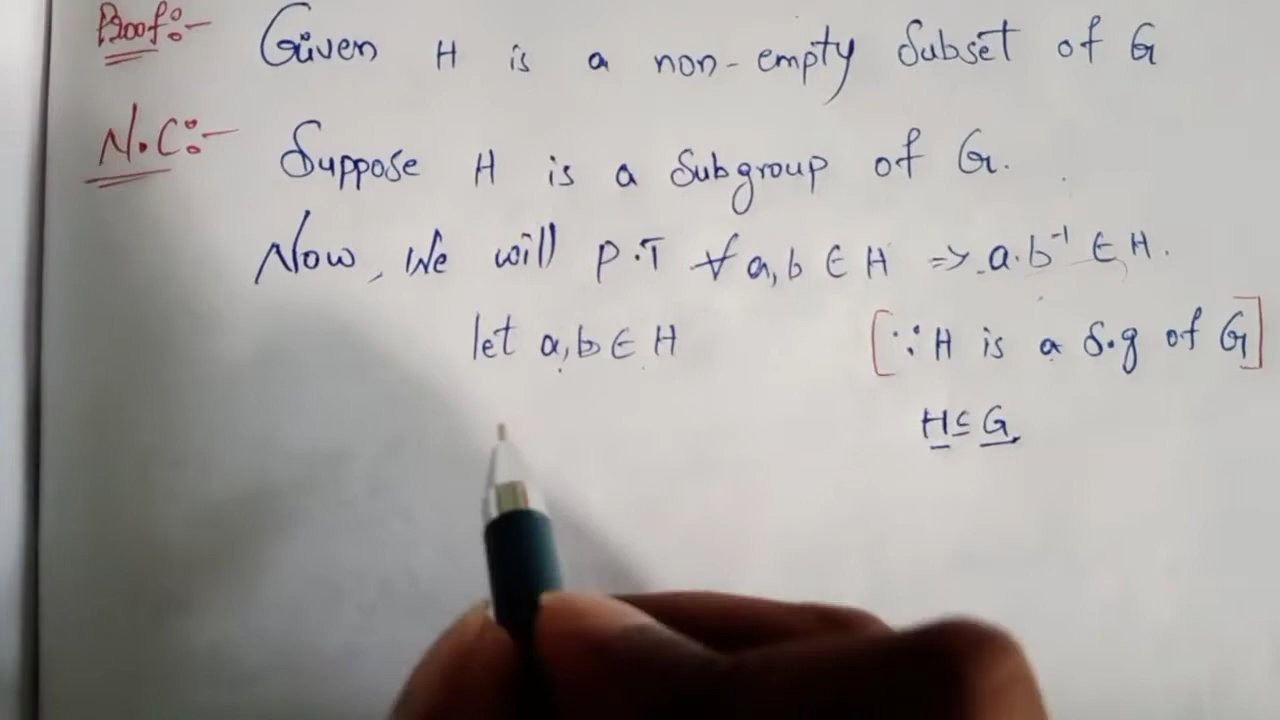 Proof:- Given H is a non-empty Subset of G
N.C:- Suppose H is a Subgroup of G.
Now, We will P.T ∀ a,b ∈ H => a.b⁻¹ ∈ H.
let a,b ∈ H [∵ H is a S.g of G]
H ⊆ G.